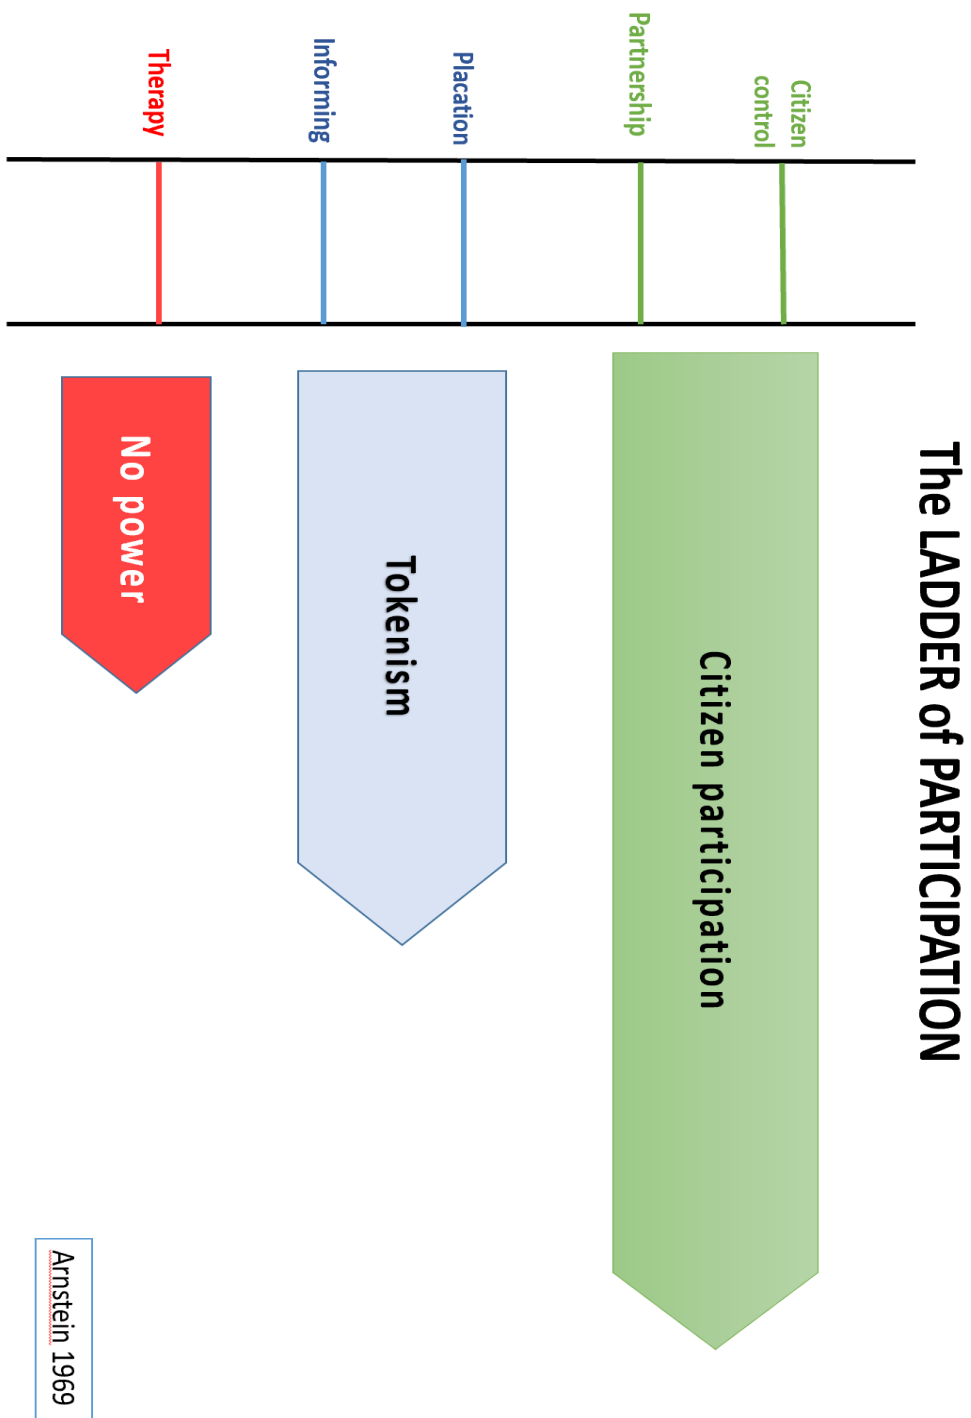 The LADDER of PARTICIPATION
Citizen
control
Partnership
Citizen participation
Placation
Informing
Tokenism
Therapy
No power
Arnstein 1969